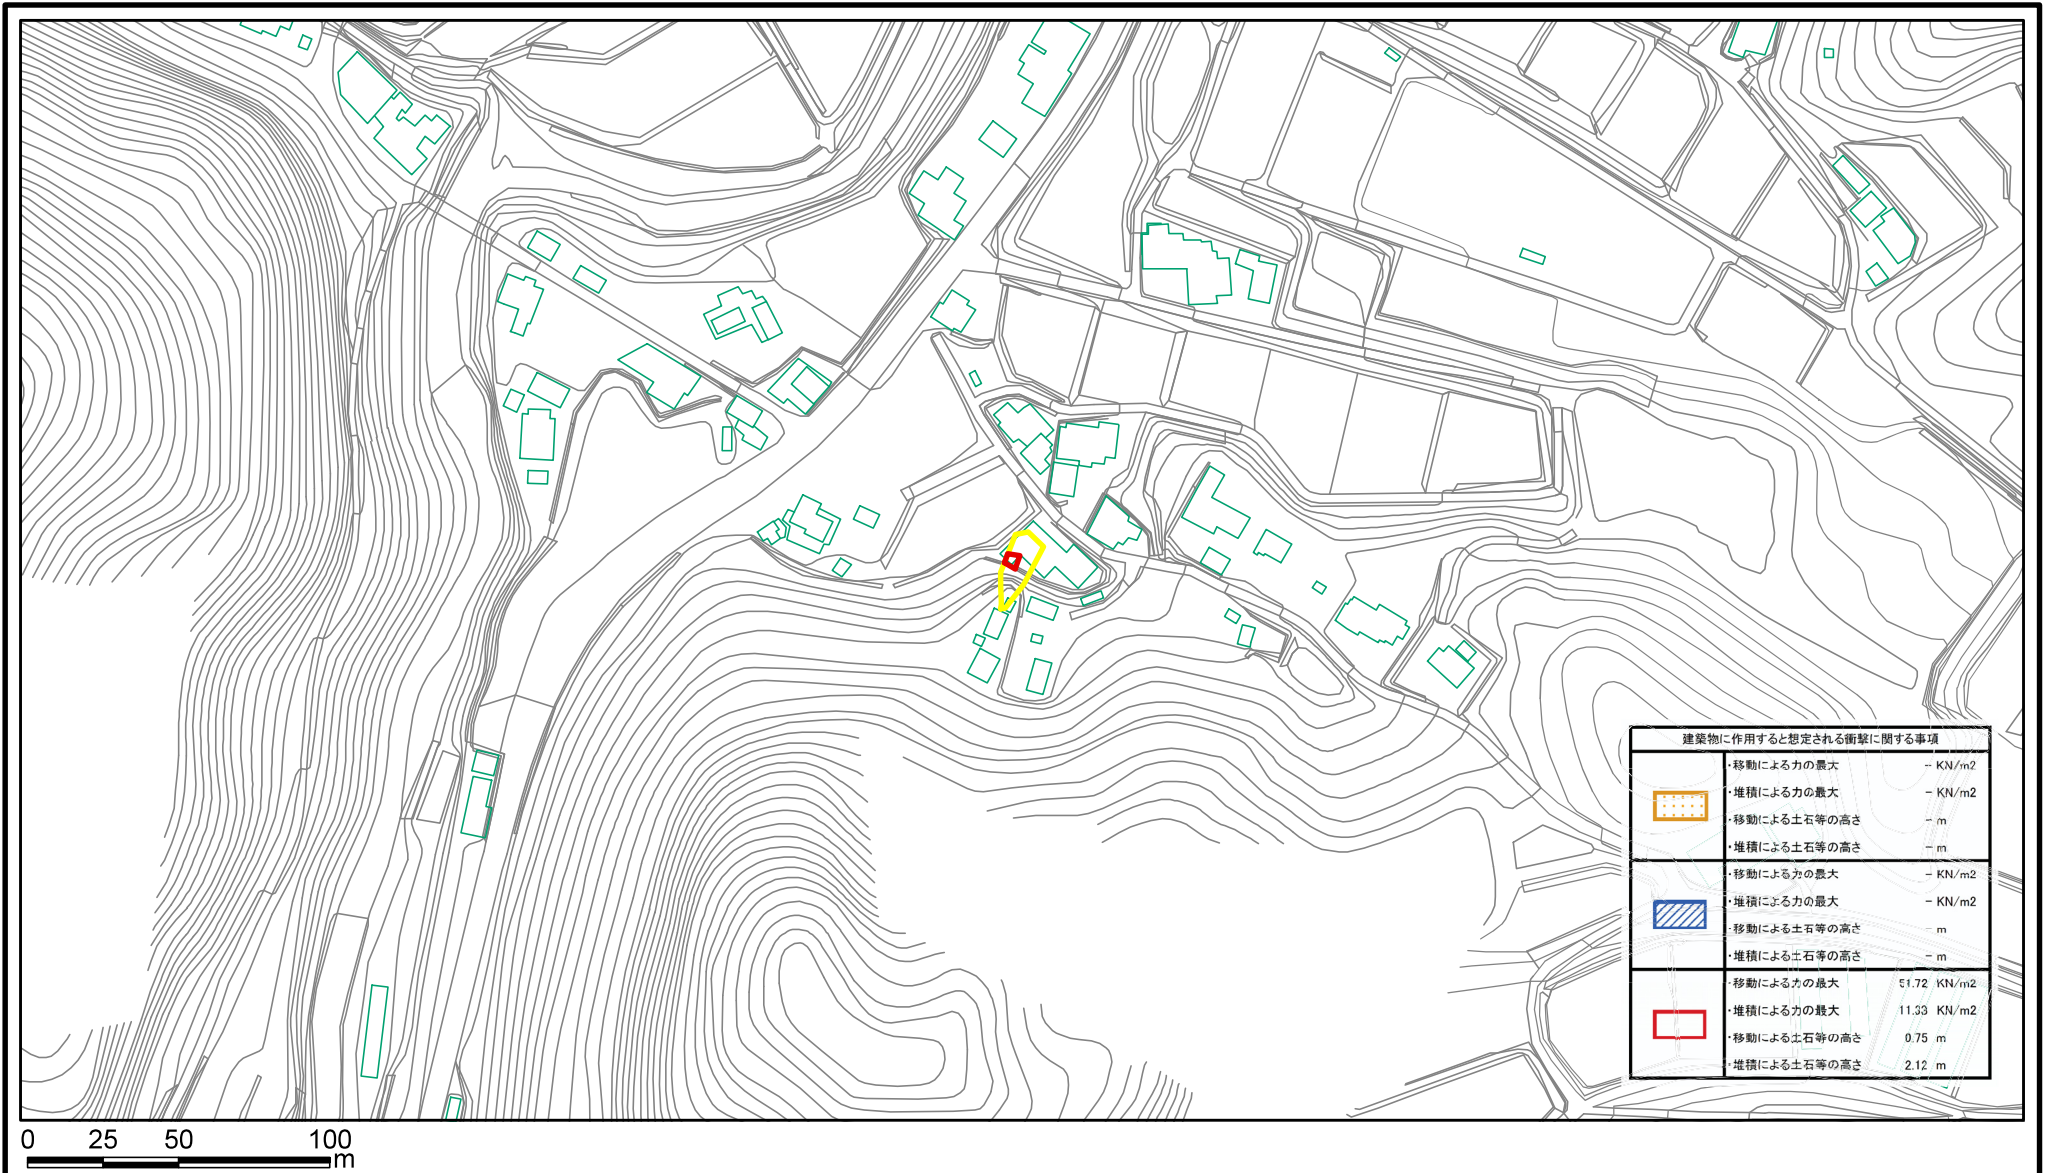 建築物に作用すると想定される衝撃に関する事項
・移動による力の最大 - KN/m2
・堆積による力の最大 - KN/m2
・移動による土石等の高さ - m
・堆積による土石等の高さ - m
・移動による力の最大 - KN/m2
・堆積による力の最大 - KN/m2
・移動による土石等の高さ - m
・堆積による土石等の高さ - m
・移動による力の最大 51.72 KN/m2
・堆積による力の最大 11.33 KN/m2
・移動による土石等の高さ 0.75 m
・堆積による土石等の高さ 2.12 m
0 25 50 100
m